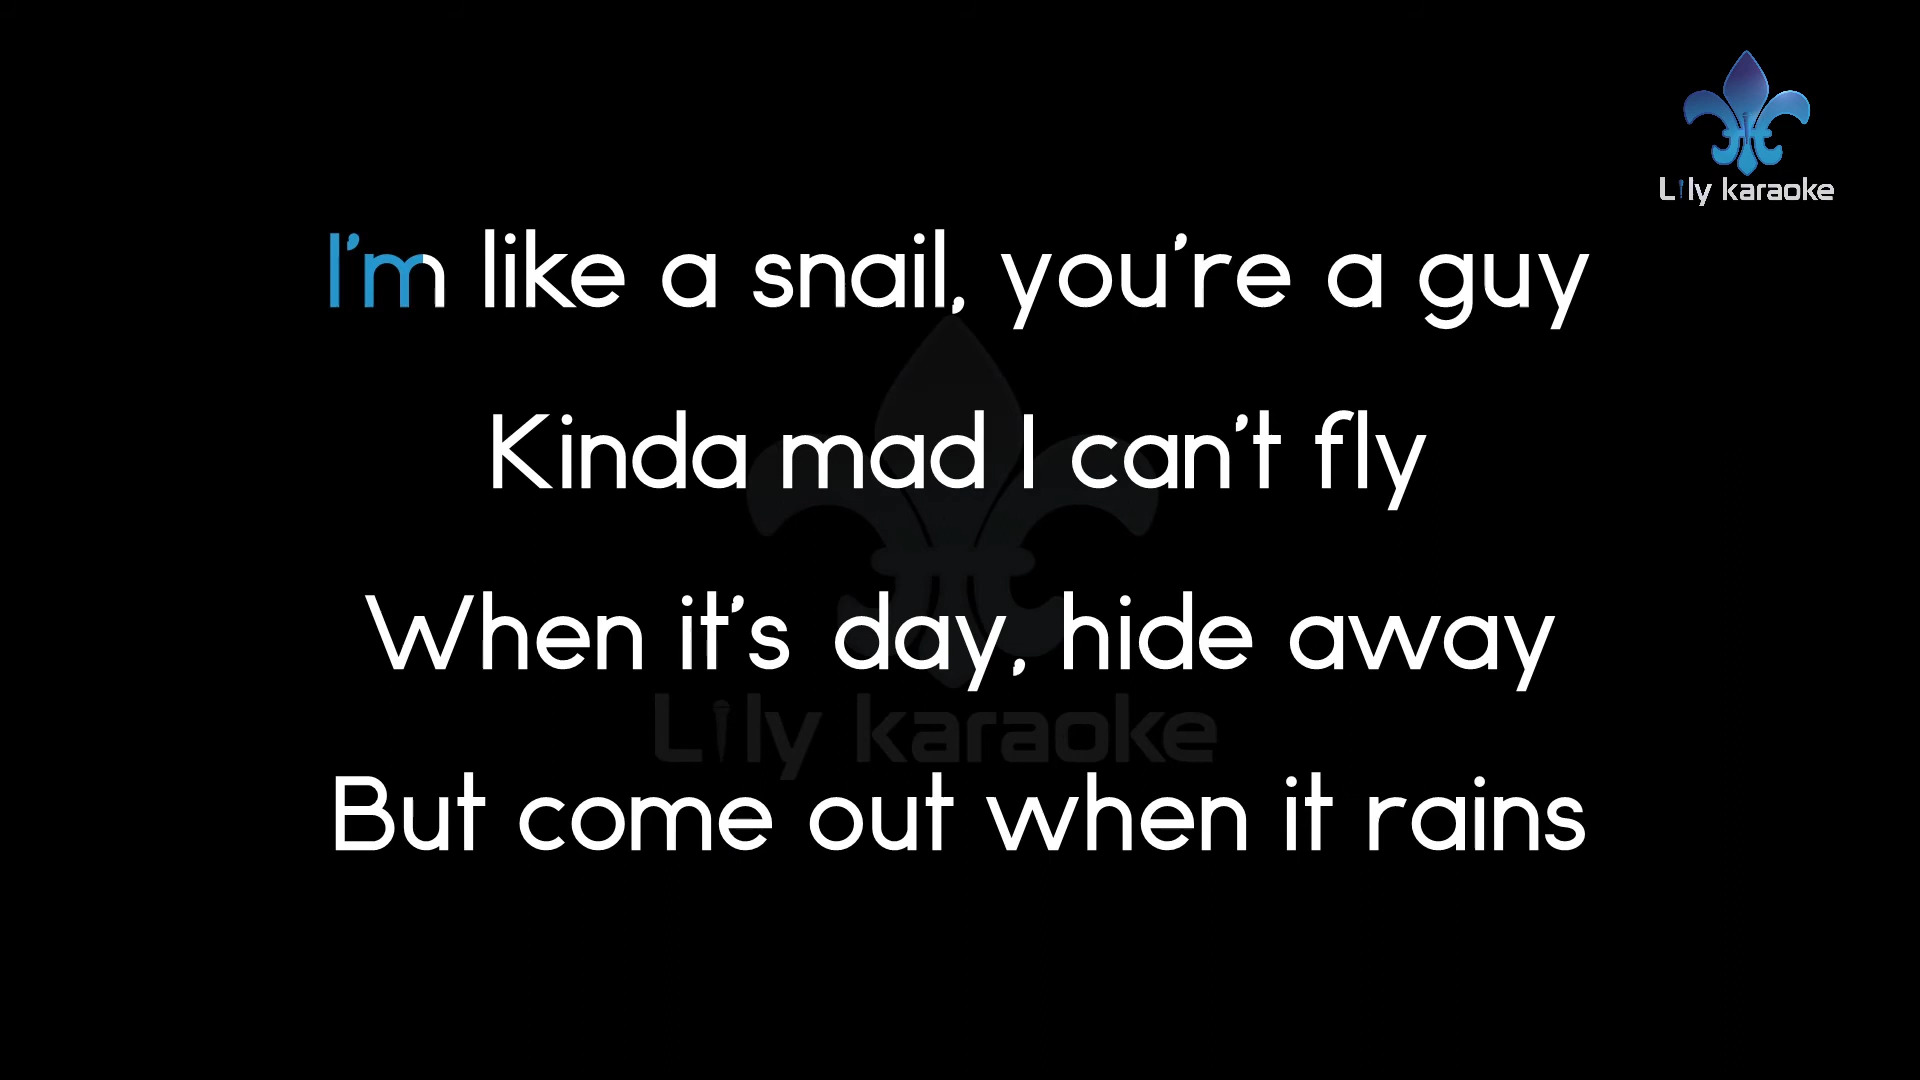 Lily karaoke
I'm like a snail, you're a guy
Kinda mad I can't fly
When it's day, hide away
Lily karaoke
But come out when it rains